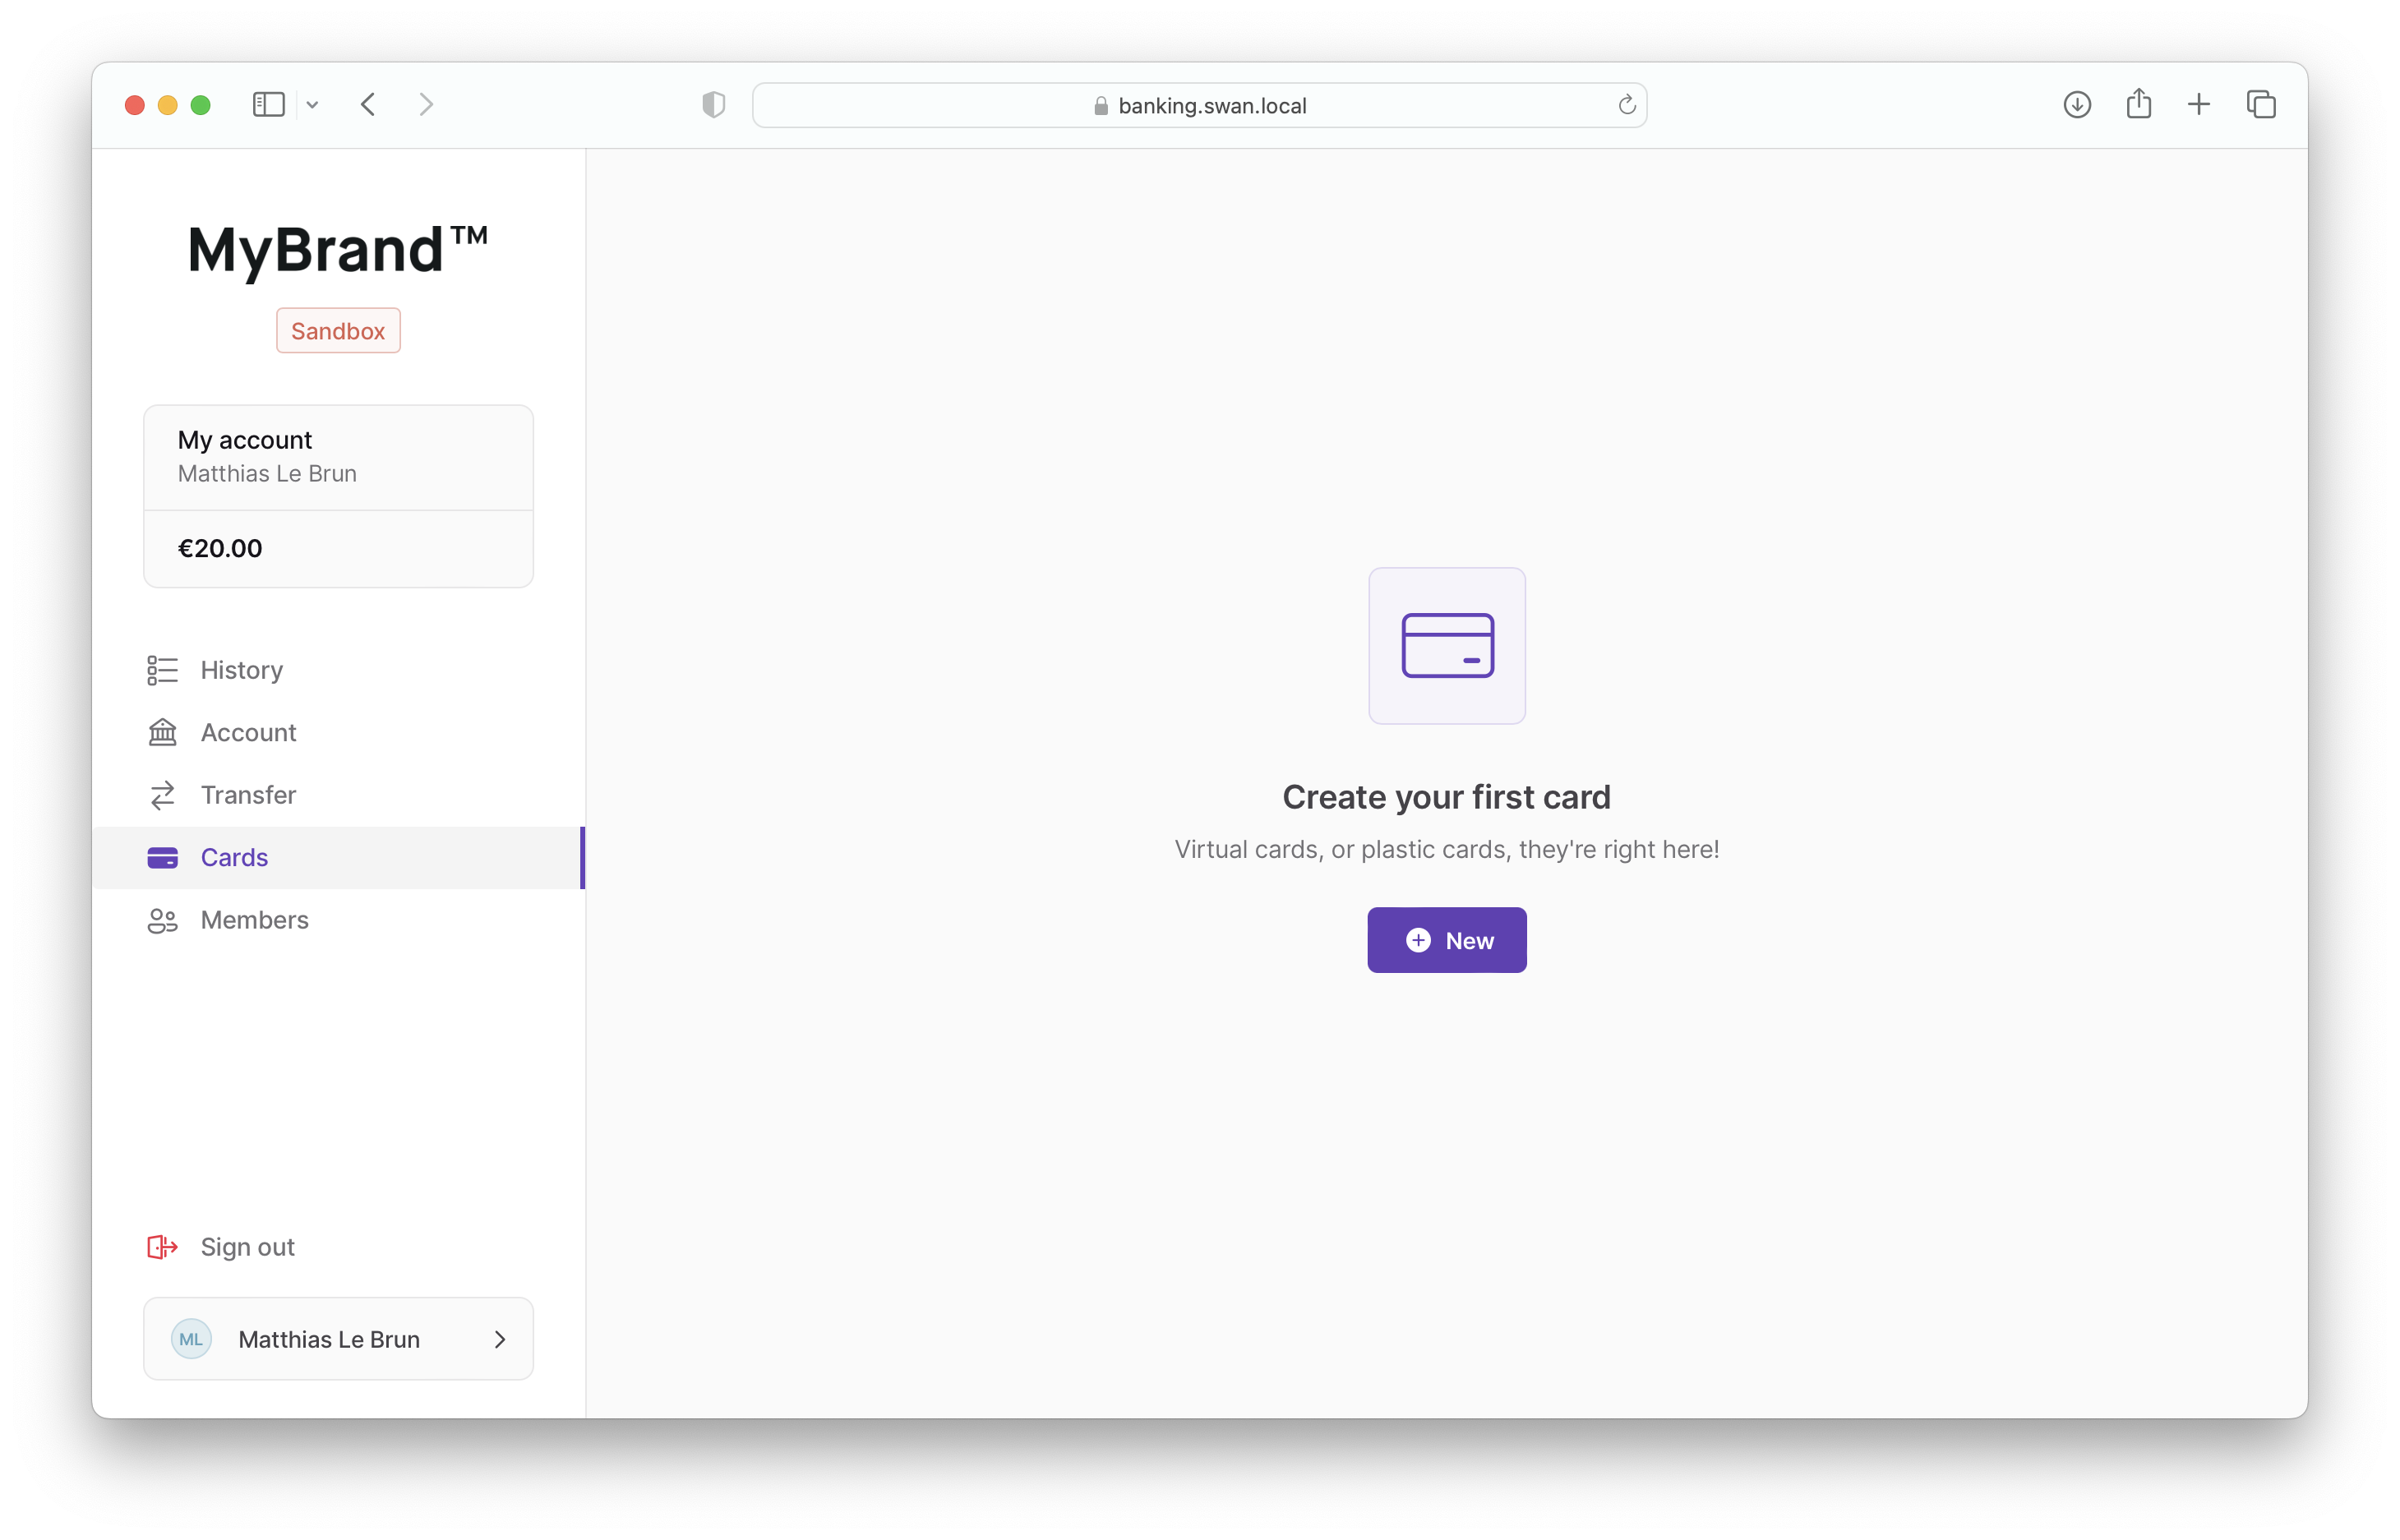 banking.swan.local
MyBrand™
Sandbox
My account
Matthias Le Brun
€20.00
History
Account
Transfer
Cards
Members
Sign out
ML
Matthias Le Brun
Create your first card
Virtual cards, or plastic cards, they're right here!
New